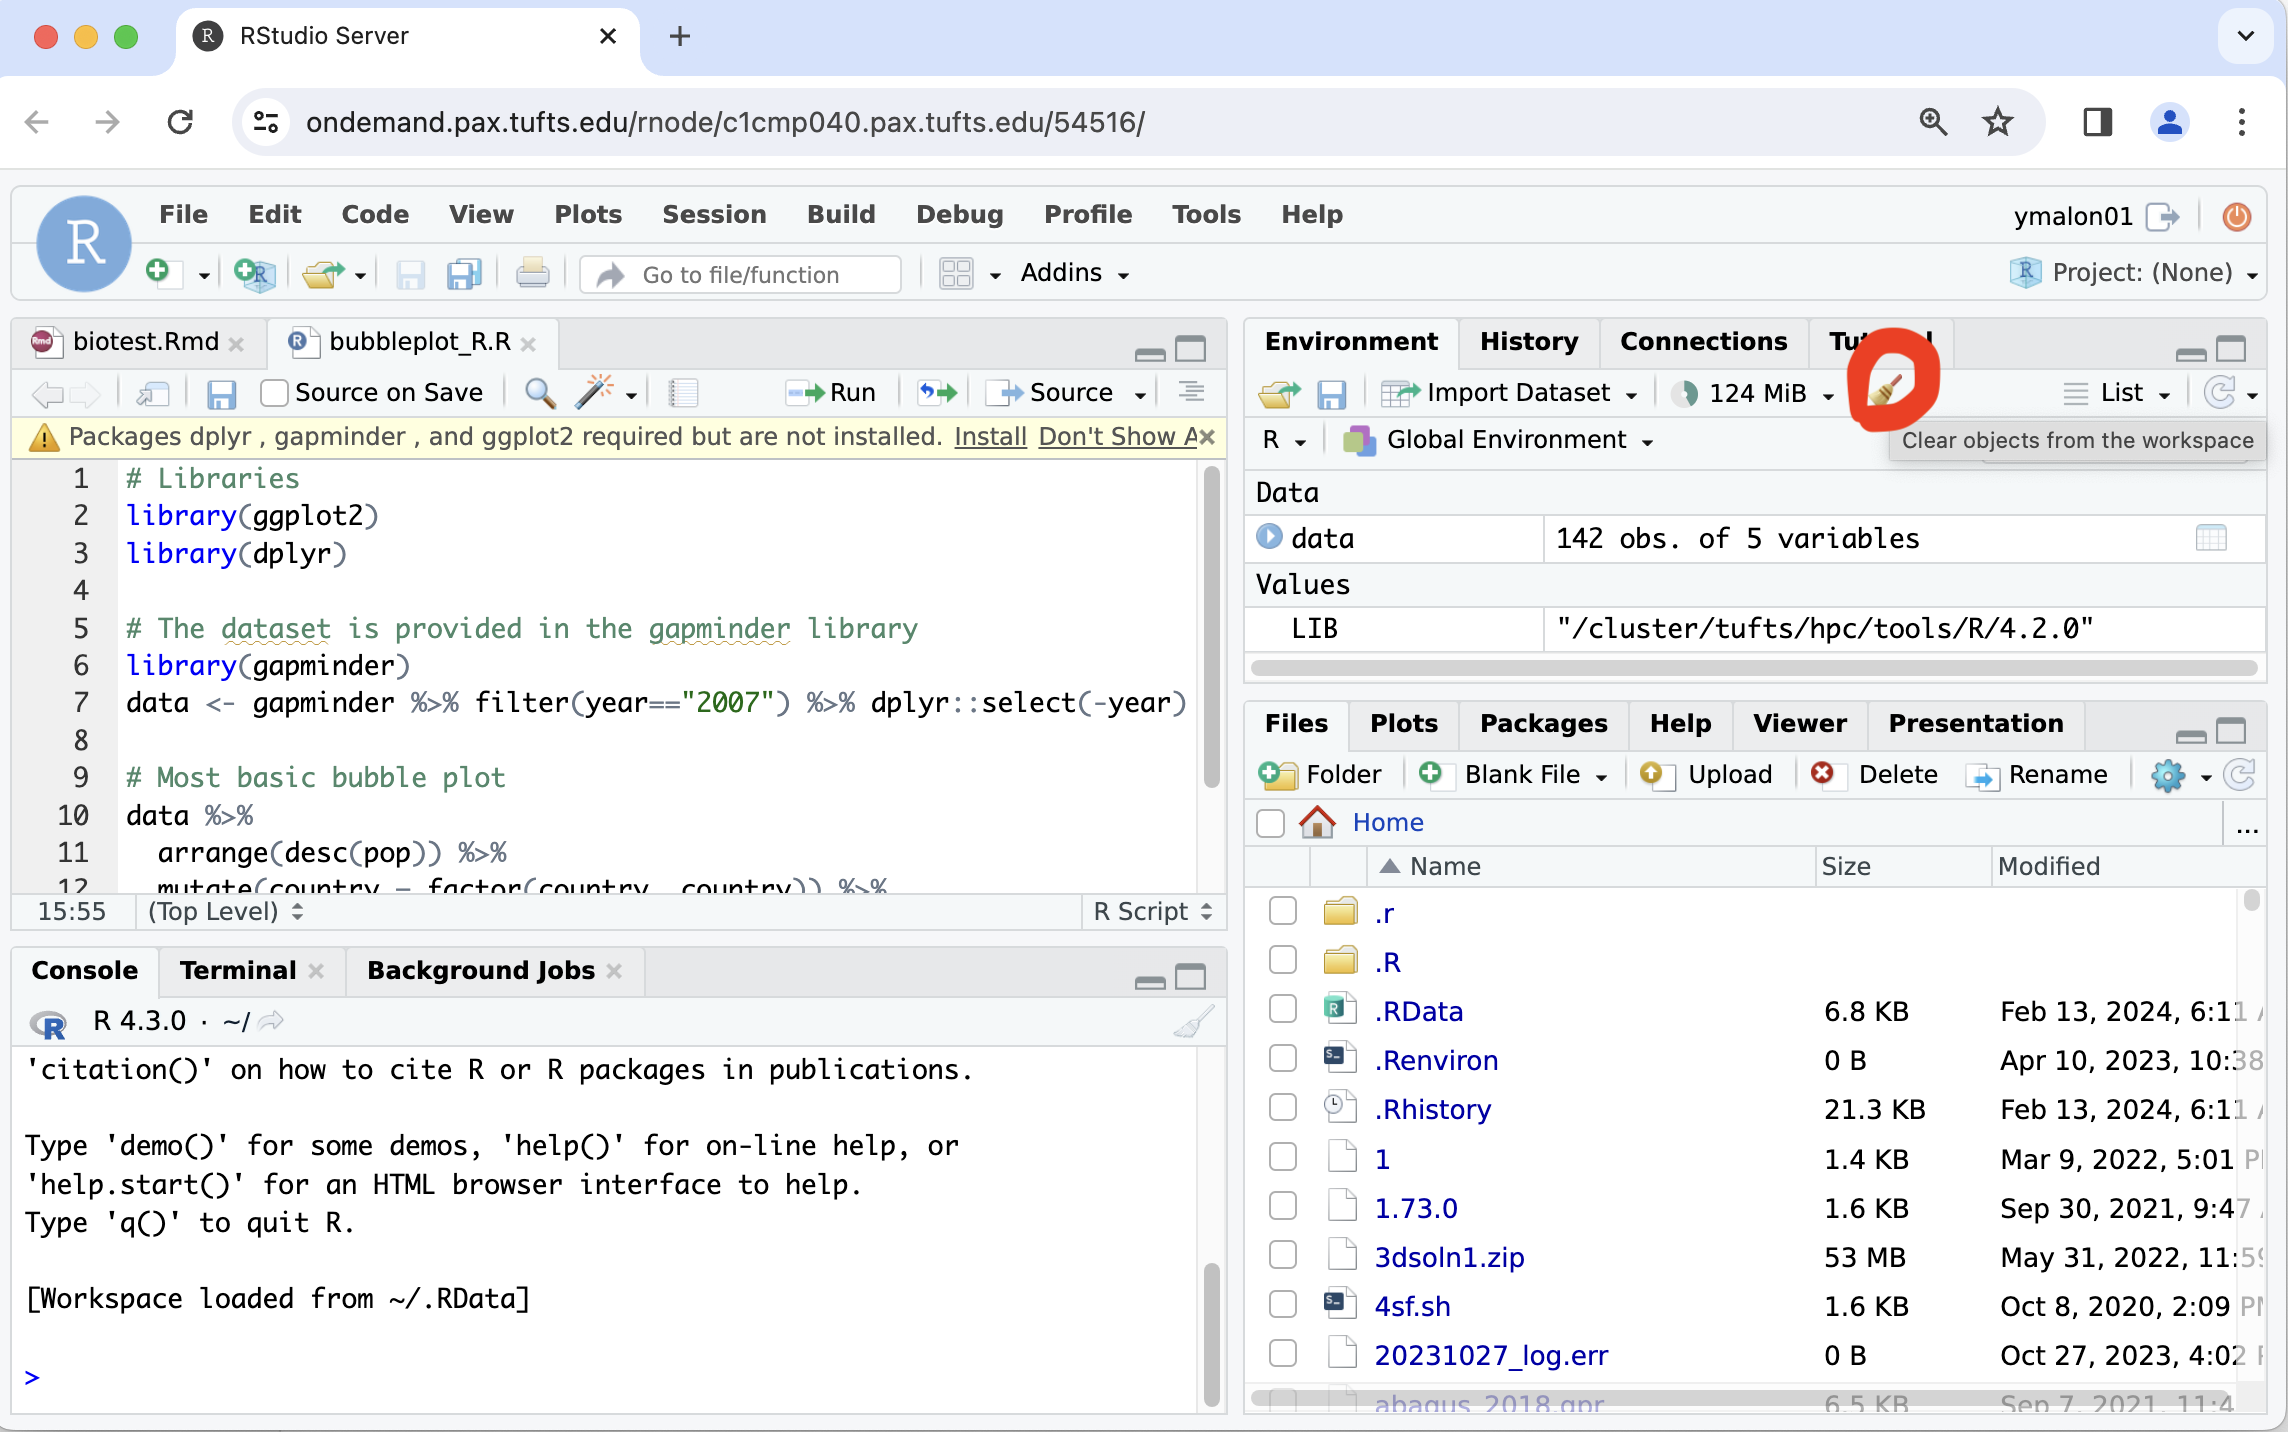 RStudio Server
ondemand.pax.tufts.edu/rnode/c1cmp040.pax.tufts.edu/54516/
File Edit Code View Plots Session Build Debug Profile Tools Help
ymalon01
Go to file/function
Addins
Project: (None)
biotest.Rmd
bubbleplot_R.R
Source on Save
Run
Source
Packages dplyr , gapminder , and ggplot2 required but are not installed. Install Don't Show A
1 # Libraries
2 library(ggplot2)
3 library(dplyr)
4
5 # The dataset is provided in the gapminder library
6 library(gapminder)
7 data <- gapminder %>% filter(year=="2007") %>% dplyr::select(-year)
8
9 # Most basic bubble plot
10 data %>%
11 arrange(desc(pop)) %>%
12 mutate(country = factor(country, country)) %>%
15:55 (Top Level) R Script
Console Terminal Background Jobs
R 4.3.0 · ~/
'citation()' on how to cite R or R packages in publications.
Type 'demo()' for some demos, 'help()' for on-line help, or
'help.start()' for an HTML browser interface to help.
Type 'q()' to quit R.
[Workspace loaded from ~/.RData]
>
Environment History Connections
Import Dataset 124 MiB List
R Global Environment
Clear objects from the workspace
Data
data 142 obs. of 5 variables
Values
LIB "/cluster/tufts/hpc/tools/R/4.2.0"
Files Plots Packages Help Viewer Presentation
Folder Blank File Upload Delete Rename
Home ...
Name Size Modified
.r
.R
.RData 6.8 KB Feb 13, 2024, 6:11
.Renviron 0 B Apr 10, 2023, 10:38
.Rhistory 21.3 KB Feb 13, 2024, 6:11
1 1.4 KB Mar 9, 2022, 5:01
1.73.0 1.6 KB Sep 30, 2021, 9:47
3dsoln1.zip 53 MB May 31, 2022, 11:59
4sf.sh 1.6 KB Oct 8, 2020, 2:09
20231027_log.err 0 B Oct 27, 2023, 4:02
6.5 KB Sep 7, 2021, 11:4